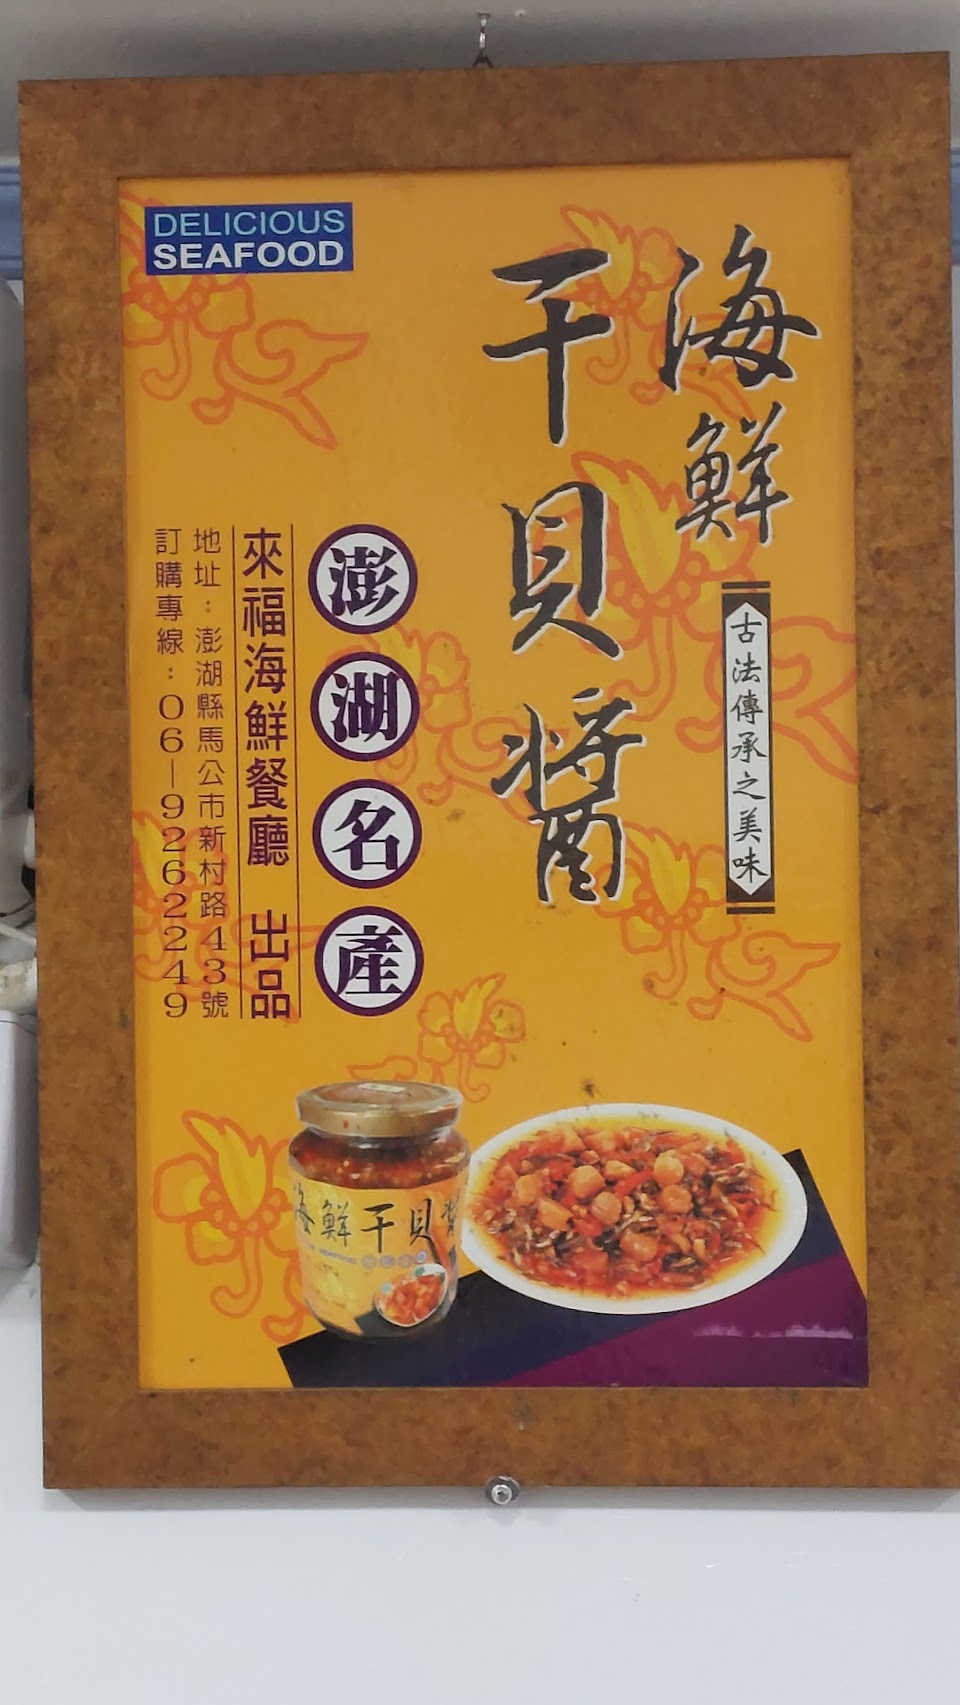 DELICIOUS
SEAFOOD
海鮮
干貝醬
古法傳承之美味
澎湖名產
來福海鮮餐廳 出品
地址：澎湖縣馬公市新村路43號
訂購專線：06-9262249
海鮮干貝醬